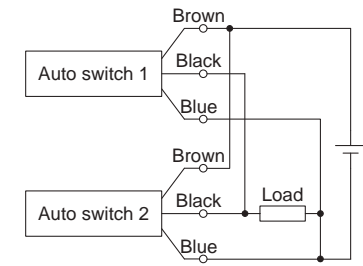 Brown
Auto switch 1
Black
Blue
Brown
Auto switch 2
Black
Load
Blue